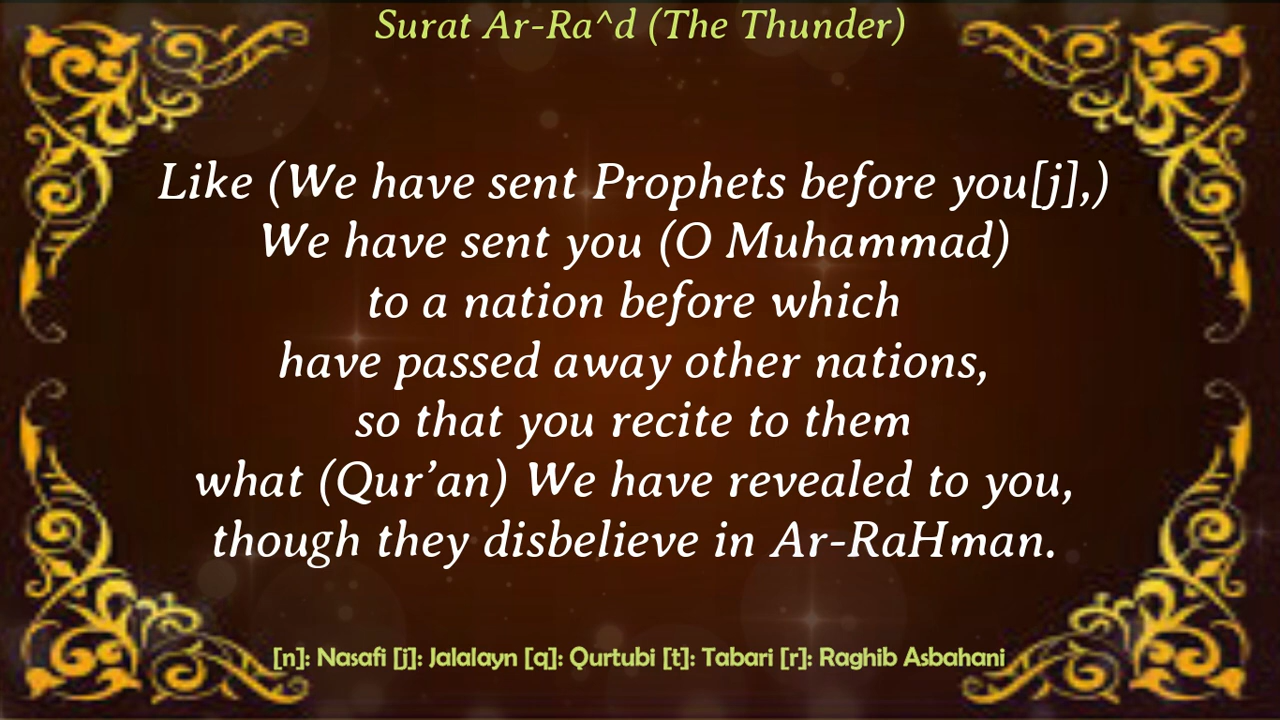 Surat Ar-Ra^d (The Thunder)
Like (We have sent Prophets before you[j],)
We have sent you (O Muhammad)
to a nation before which
have passed away other nations,
so that you recite to them
what (Qur’an) We have revealed to you,
though they disbelieve in Ar-RaHman.
[n]: Nasafi [j]: Jalalayn [q]: Qurtubi [t]: Tabari [r]: Raghib Asbahani